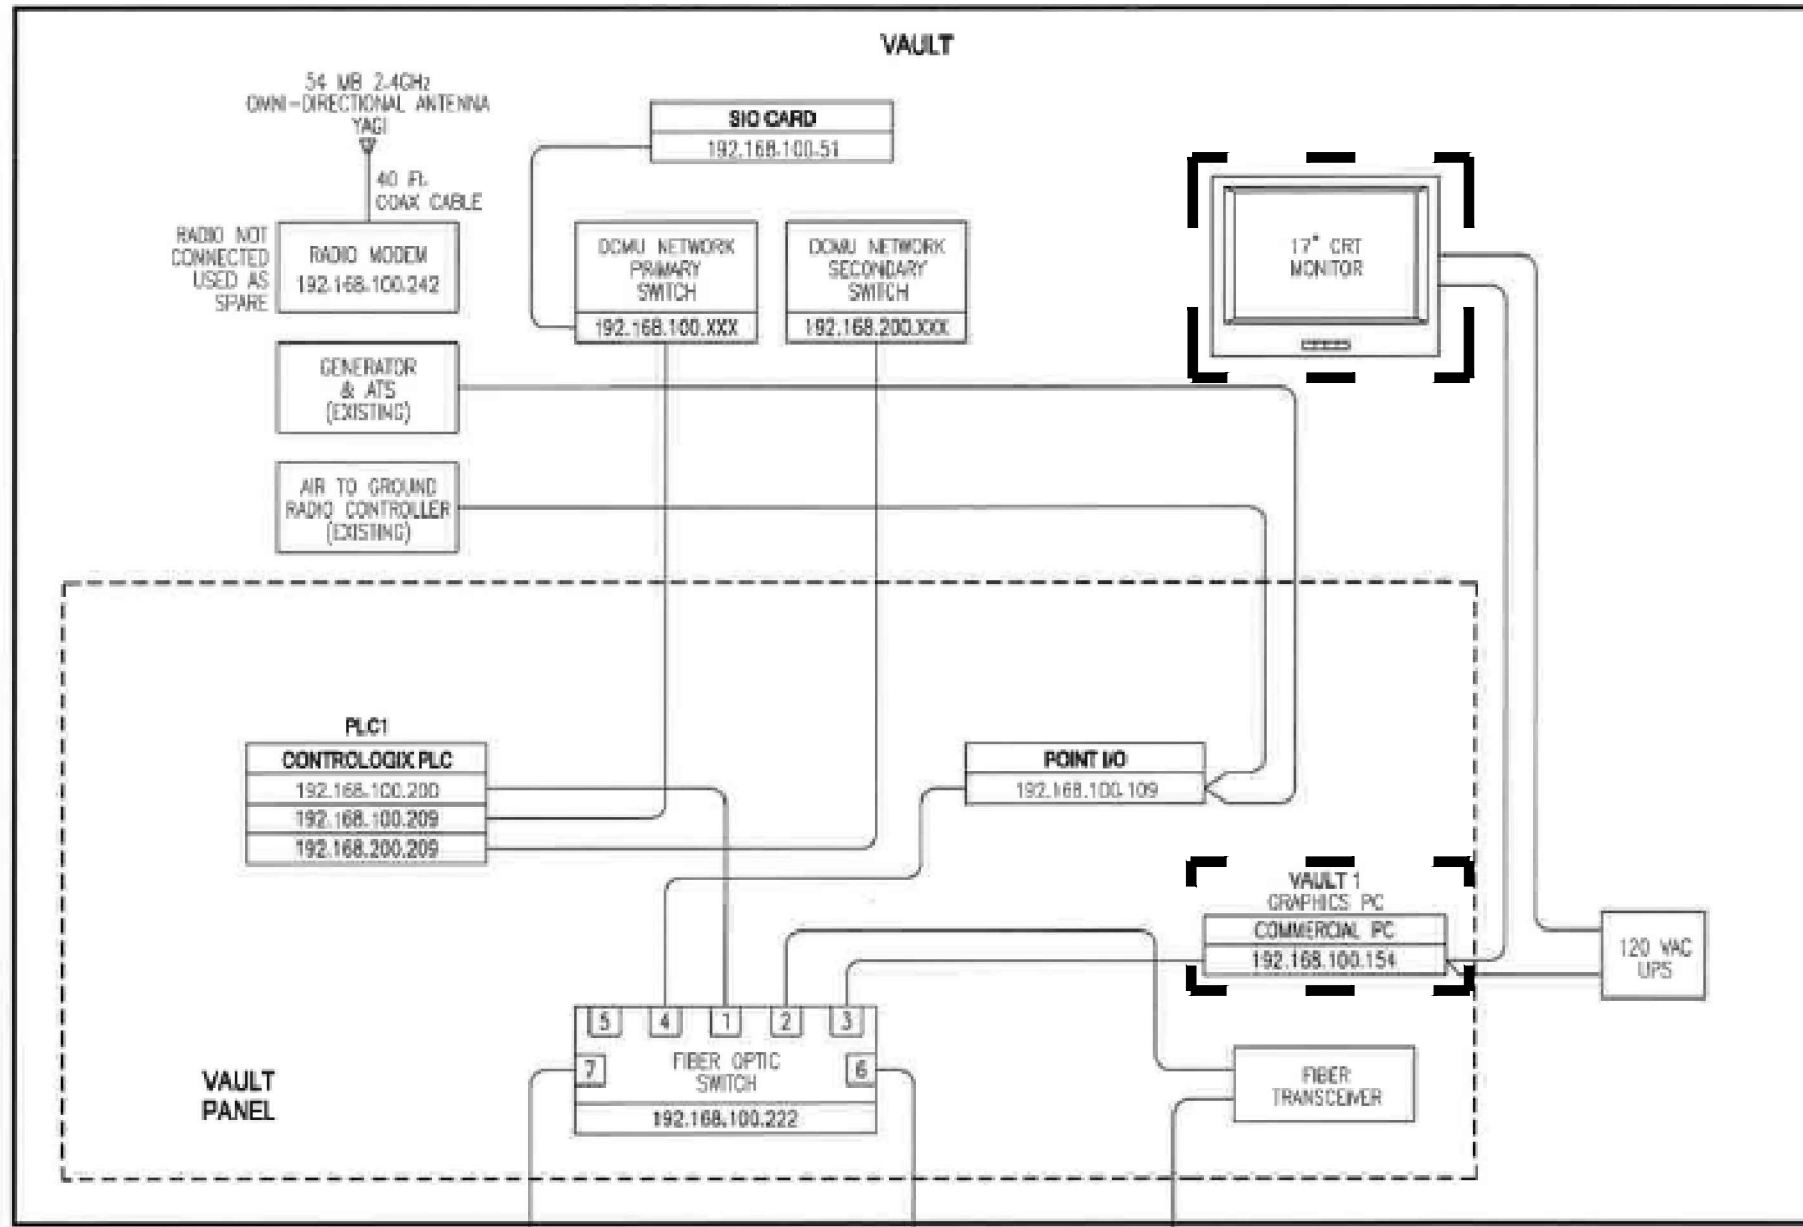 VAULT
54 MB 2.4GHz
OMNI-DIRECTIONAL ANTENNA
YAGI
40 Ft.
COAX CABLE
RADIO NOT
CONNECTED
USED AS
SPARE
RADIO MODEM
192.168.100.242
SIO CARD
192.168.100.51
DCMU NETWORK
PRIMARY
SWITCH
192.168.100.XXX
DCMU NETWORK
SECONDARY
SWITCH
192.168.200.XXX
17" CRT
MONITOR
GENERATOR
& ATS
(EXISTING)
AIR TO GROUND
RADIO CONTROLLER
(EXISTING)
PLC1
CONTROLOGIX PLC
192.168.100.200
192.168.100.209
192.168.200.209
POINT I/O
192.168.100.109
VAULT 1
GRAPHICS PC
COMMERCIAL PC
192.168.100.154
120 VAC
UPS
5 4 1 2 3
7 6
FIBER OPTIC
SWITCH
192.168.100.222
FIBER
TRANSCEIVER
VAULT
PANEL